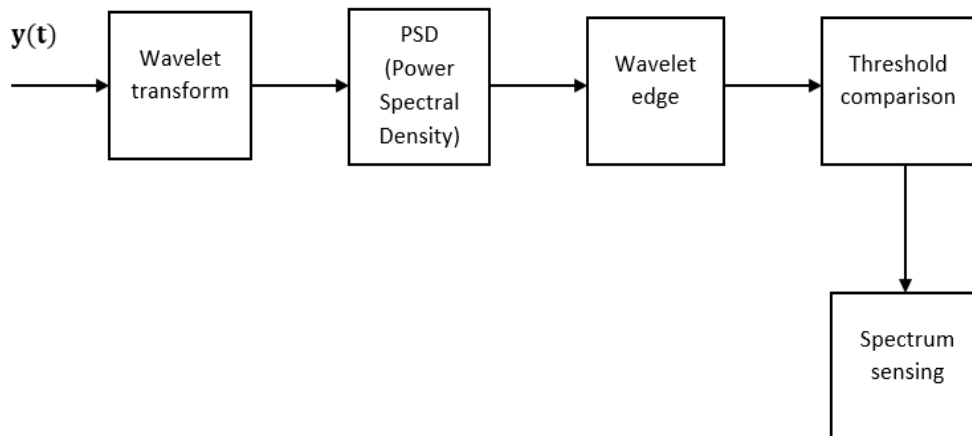 y(t)
Wavelet
transform
PSD
(Power
Spectral
Density)
Wavelet
edge
Threshold
comparison
Spectrum
sensing